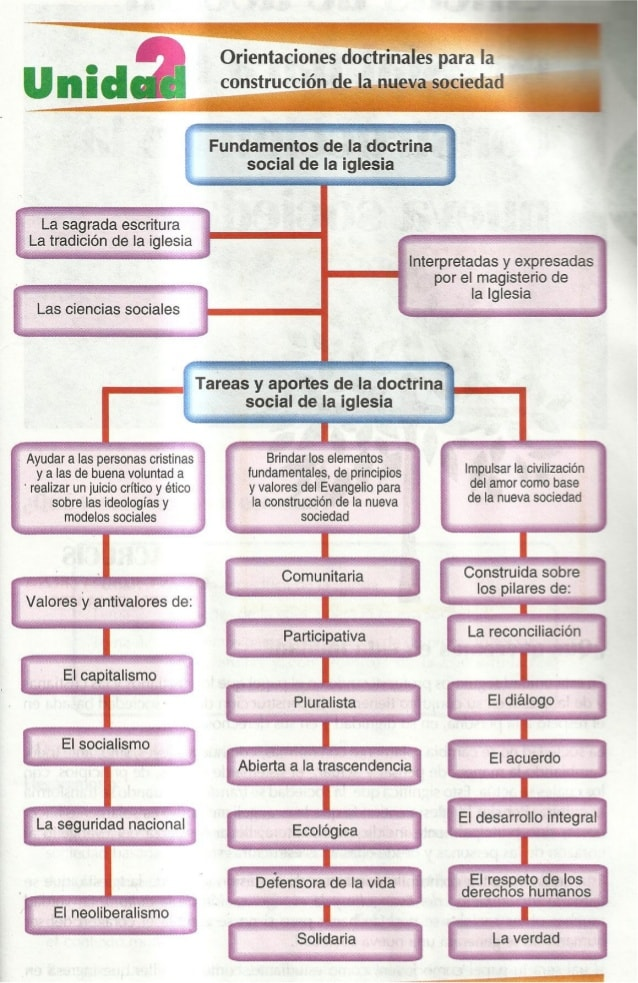 Unidad 2
Orientaciones doctrinales para la
construcción de la nueva sociedad
Fundamentos de la doctrina
social de la iglesia
La sagrada escritura
La tradición de la iglesia
Interpretadas y expresadas
por el magisterio de
la Iglesia
Las ciencias sociales
Tareas y aportes de la doctrina
social de la iglesia
Ayudar a las personas cristinas
y a las de buena voluntad a
realizar un juicio crítico y ético
sobre las ideologías y
modelos sociales
Valores y antivalores de:
El capitalismo
El socialismo
La seguridad nacional
El neoliberalismo
Brindar los elementos
fundamentales, de principios
y valores del Evangelio para
la construcción de la nueva
sociedad
Comunitaria
Participativa
Pluralista
Abierta a la trascendencia
Ecológica
Defensora de la vida
Solidaria
Impulsar la civilización
del amor como base
de la nueva sociedad
Construida sobre
los pilares de:
La reconciliación
El diálogo
El acuerdo
El desarrollo integral
El respeto de los
derechos humanos
La verdad